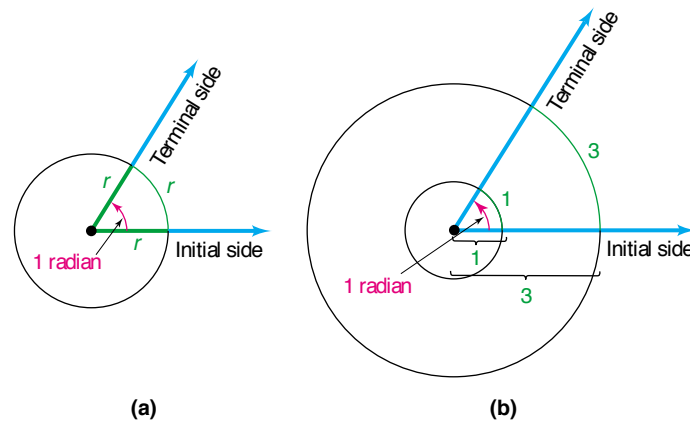 Terminal side
r
r
r
Initial side
1 radian
(a)
Terminal side
3
1
Initial side
1
1 radian
3
(b)